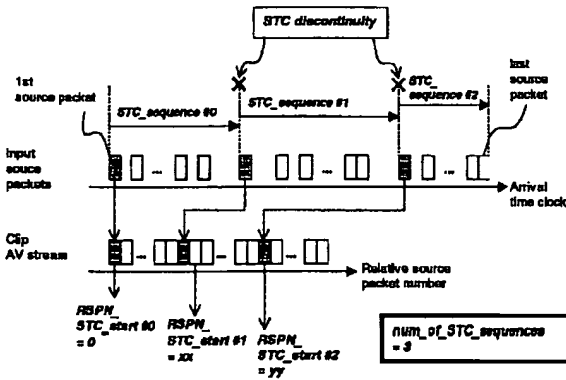 STC discontinuity
1st
source packet
STC_sequence #0
STC_sequence #1
STC_
sequence #2
last
source
packet
Input
souce
packets
...
...
...
Arrival
time clock
Clip
AV stream
...
...
...
Relative source
packet number
RSPN_
STC_start #0
= 0
RSPN_
STC_start #1
= xx
RSPN_
STC_start #2
= yy
num_of_STC_sequences
= 3